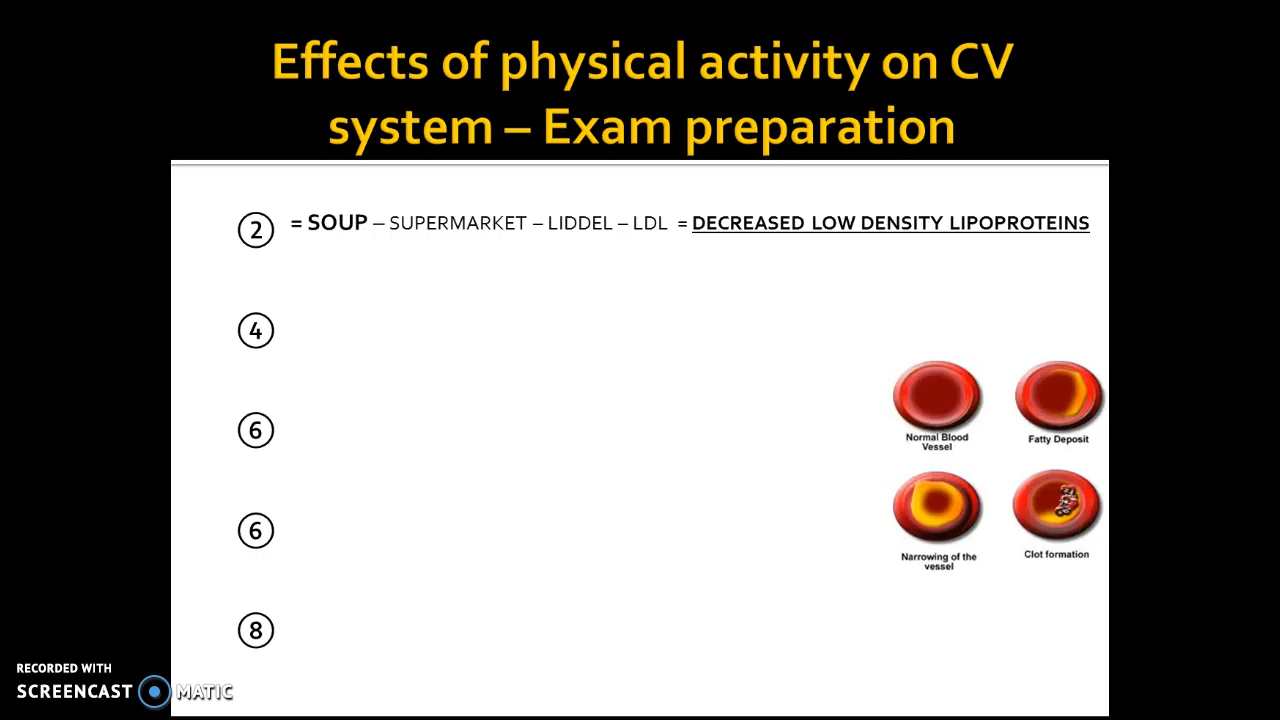 Effects of physical activity on CV
system – Exam preparation
2 = SOUP – SUPERMARKET – LIDDEL – LDL = DECREASED LOW DENSITY LIPOPROTEINS
4
6
6
8
Normal Blood
Vessel
Fatty Deposit
Narrowing of the
vessel
Clot formation
RECORDED WITH
SCREENCAST MATIC